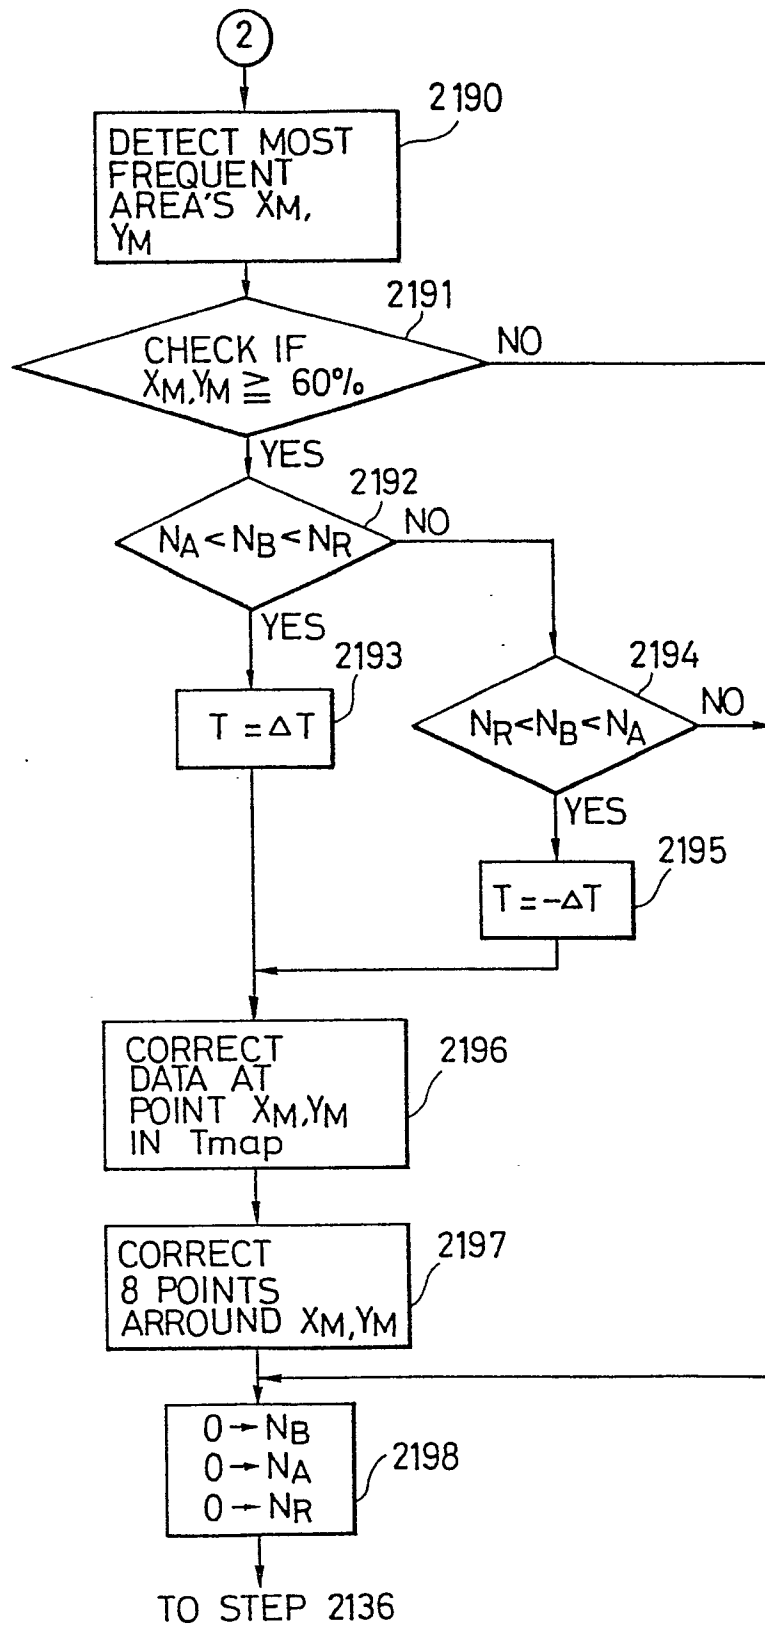 2
2190
DETECT MOST
FREQUENT
AREA'S XM,
YM
2191
CHECK IF
XM,YM ≧ 60%
NO
YES
2192
NA<NB<NR
NO
YES
2193
T=ΔT
2194
NR<NB<NA
NO
YES
2195
T=-ΔT
2196
CORRECT
DATA AT
POINT XM,YM
IN Tmap
2197
CORRECT
8 POINTS
ARROUND XM,YM
0→NB
0→NA
0→NR
2198
TO STEP 2136